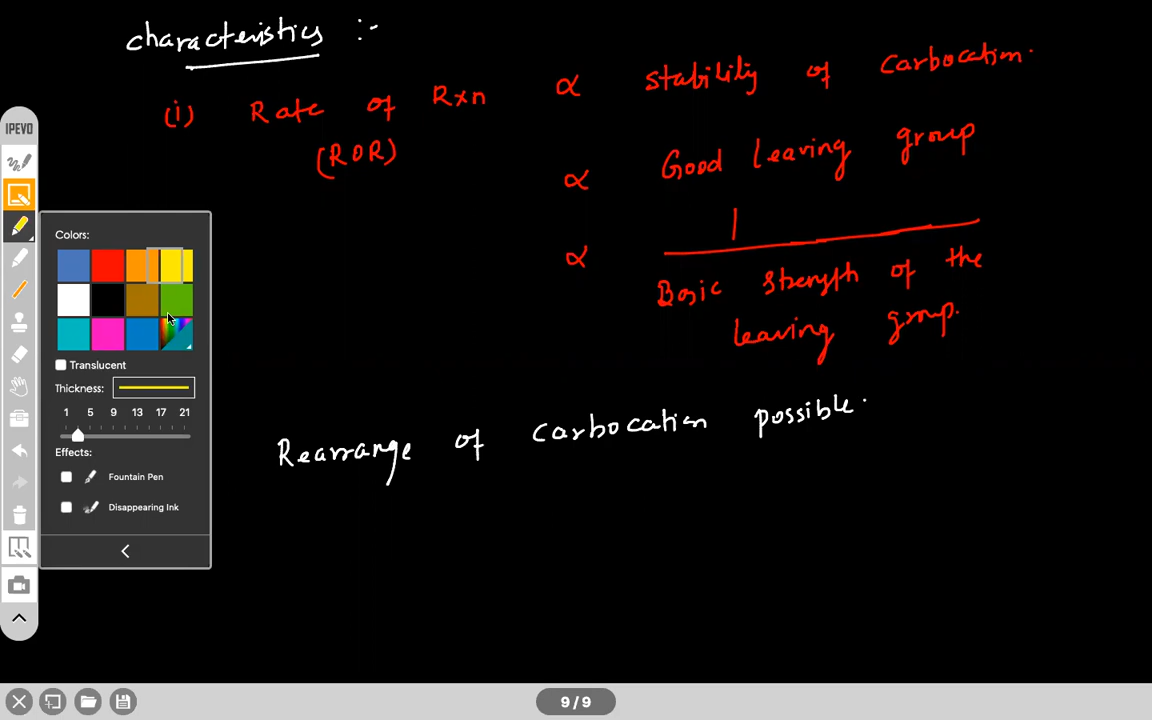 characteristics :-
(i) Rate of Rxn ∝ stability of carbocation.
(ROR)
∝ Good leaving group
∝ 1
Basic strength of the
leaving group.
Rearrange of carbocation possible.
IPEVO
Colors:
Translucent
Thickness:
1 5 9 13 17 21
Effects:
Fountain Pen
Disappearing Ink
9 / 9